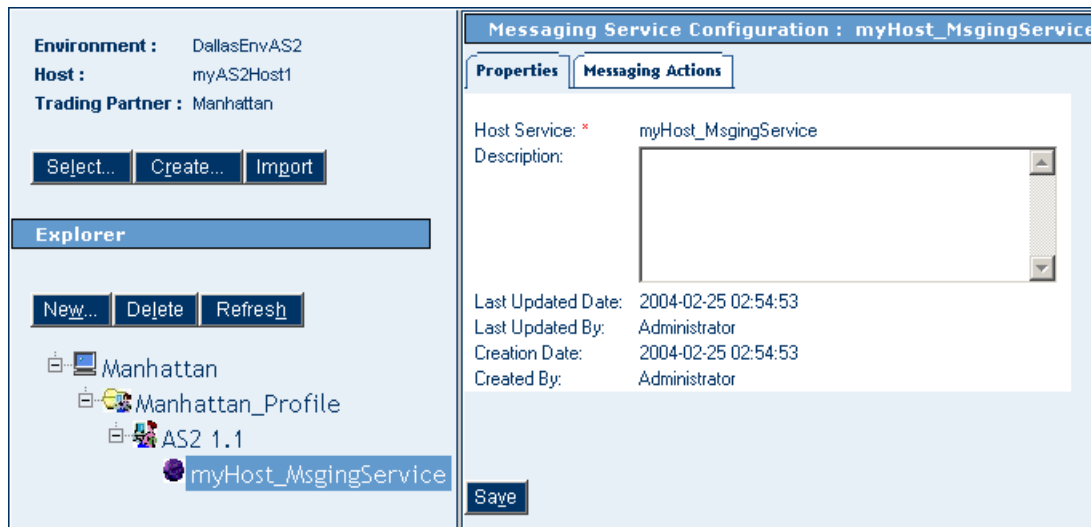 Environment : DallasEnvAS2
Host : myAS2Host1
Trading Partner : Manhattan
Select... Create... Import
Explorer
New... Delete Refresh
Manhattan
Manhattan_Profile
AS2 1.1
myHost_MsgingService
Messaging Service Configuration : myHost_MsgingService
Properties Messaging Actions
Host Service: * myHost_MsgingService
Description:
Last Updated Date: 2004-02-25 02:54:53
Last Updated By: Administrator
Creation Date: 2004-02-25 02:54:53
Created By: Administrator
Save